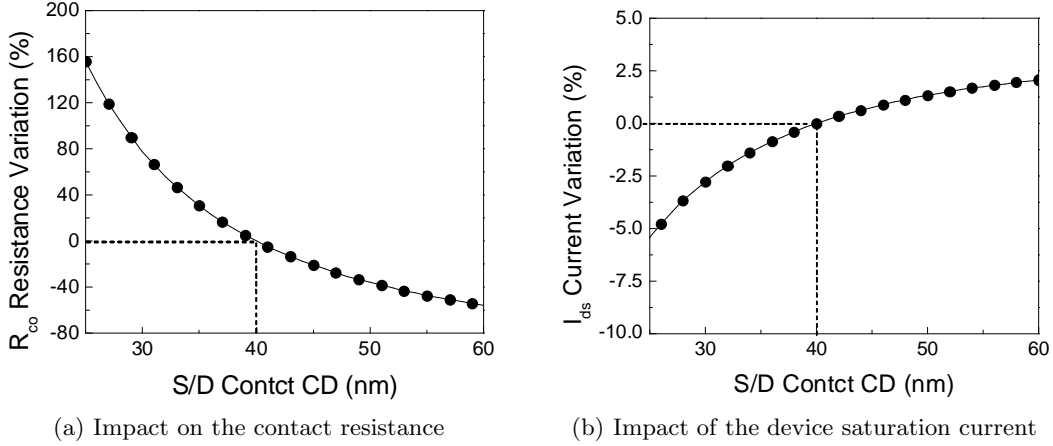 200
160
120
80
40
0
-40
-80
R_co Resistance Variation (%)
30 40 50 60
S/D Contct CD (nm)
(a) Impact on the contact resistance
5.0
2.5
0.0
-2.5
-5.0
-7.5
-10.0
I_ds Current Variation (%)
30 40 50 60
S/D Contct CD (nm)
(b) Impact of the device saturation current